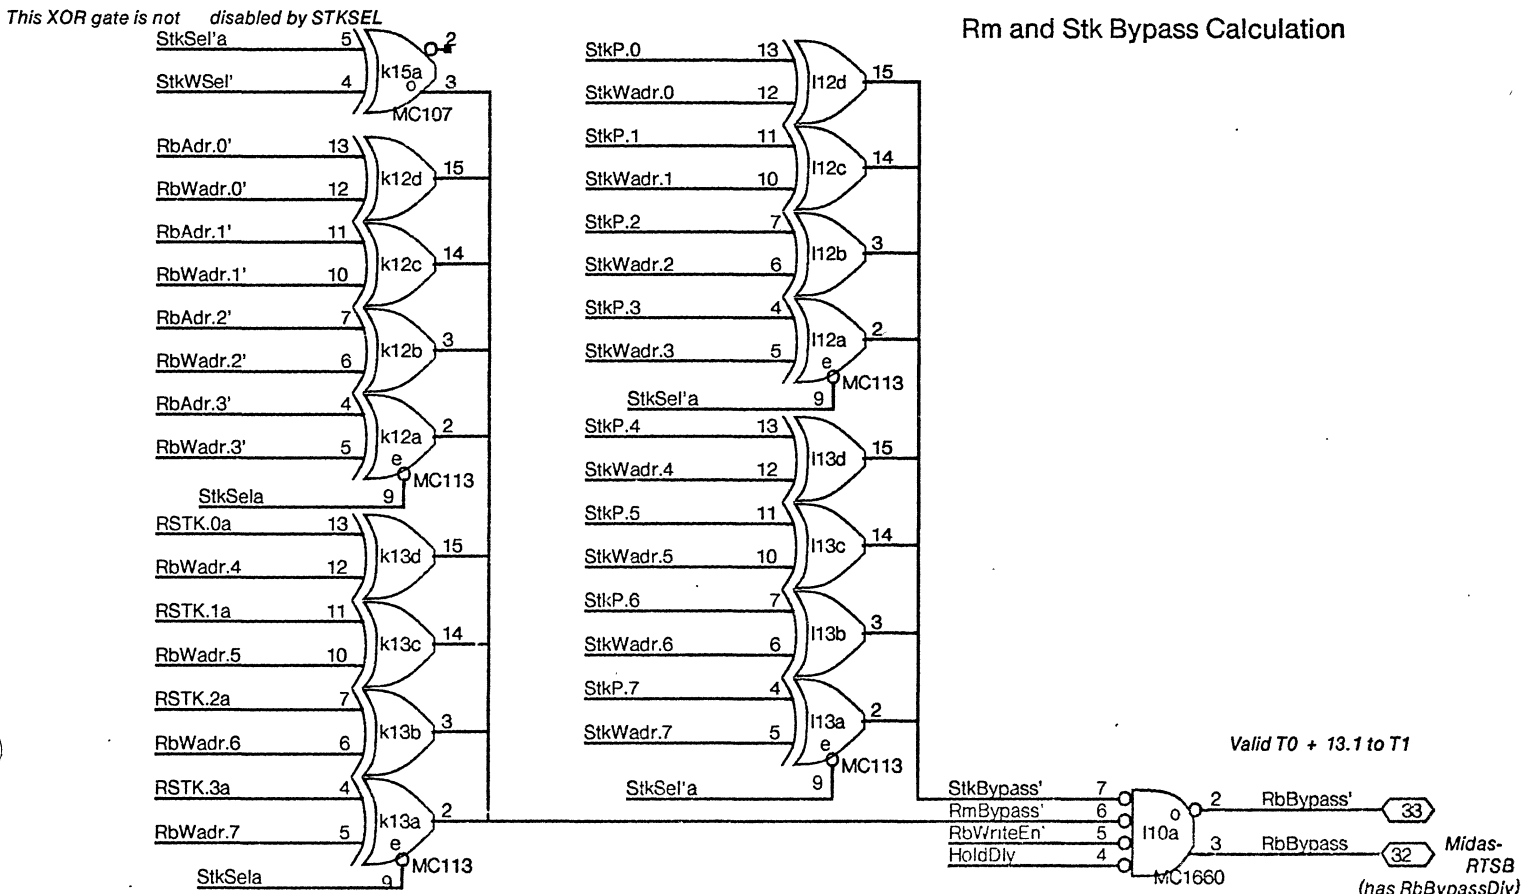 This XOR gate is not disabled by STKSEL
Rm and Stk Bypass Calculation
StkSel'a 5
StkWSel' 4
k15a
o
2
3
MC107
RbAdr.0' 13
RbWadr.0' 12
k12d 15
RbAdr.1' 11
RbWadr.1' 10
k12c 14
RbAdr.2' 7
RbWadr.2' 6
k12b 3
RbAdr.3' 4
RbWadr.3' 5
k12a 2
e
MC113
StkSela 9
RSTK.0a 13
RbWadr.4 12
k13d 15
RSTK.1a 11
RbWadr.5 10
k13c 14
RSTK.2a 7
RbWadr.6 6
k13b 3
RSTK.3a 4
RbWadr.7 5
k13a 2
e
MC113
StkSela 9
StkP.0 13
StkWadr.0 12
l12d 15
StkP.1 11
StkWadr.1 10
l12c 14
StkP.2 7
StkWadr.2 6
l12b 3
StkP.3 4
StkWadr.3 5
l12a 2
e
MC113
StkSel'a 9
StkP.4 13
StkWadr.4 12
l13d 15
StkP.5 11
StkWadr.5 10
l13c 14
StkP.6 7
StkWadr.6 6
l13b 3
StkP.7 4
StkWadr.7 5
l13a 2
e
MC113
StkSel'a 9
Valid T0 + 13.1 to T1
StkBypass' 7
RmBypass' 6
RbWriteEn' 5
HoldDly 4
o
l10a
MC1660
2 RbBypass' 33
3 RbBypass 32
Midas-
RTSB
(has RbBypassDly)